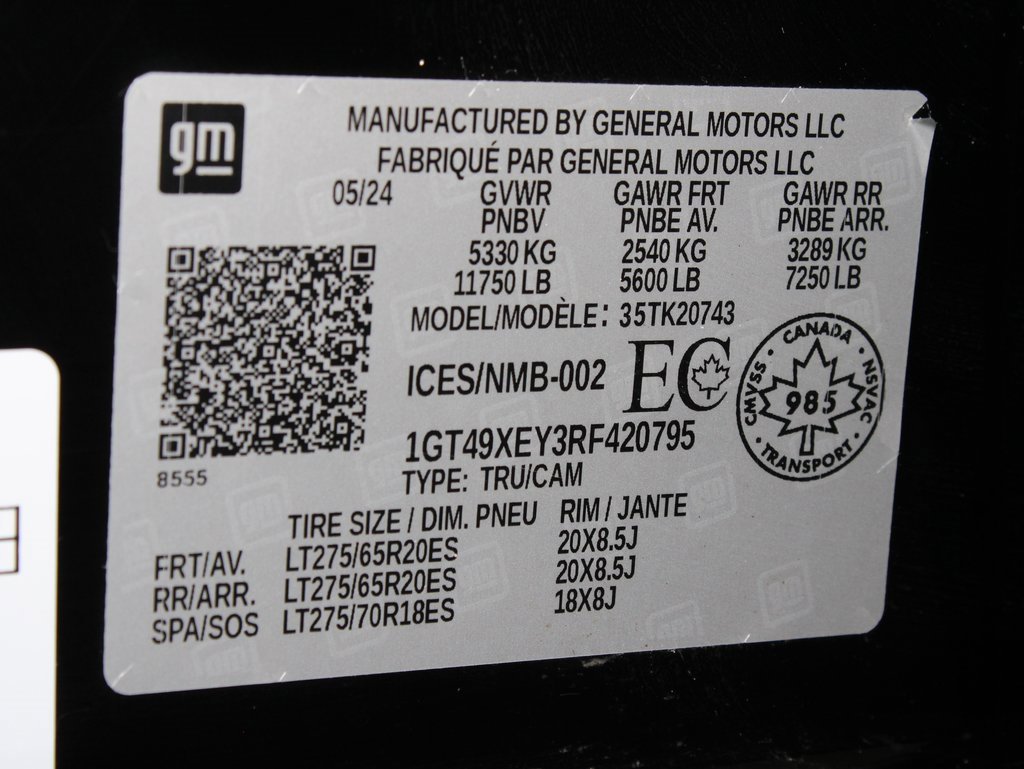 gm
MANUFACTURED BY GENERAL MOTORS LLC
FABRIQUÉ PAR GENERAL MOTORS LLC
05/24 GVWR GAWR FRT GAWR RR
PNBV PNBE AV. PNBE ARR.
5330 KG 2540 KG 3289 KG
11750 LB 5600 LB 7250 LB
MODEL/MODÈLE: 35TK20743
ICES/NMB-002 EC
CANADA
CMVSS 985 NSVAC
TRANSPORT
1GT49XEY3RF420795
8555
TYPE: TRU/CAM
TIRE SIZE / DIM. PNEU RIM / JANTE
FRT/AV. LT275/65R20ES 20X8.5J
RR/ARR. LT275/65R20ES 20X8.5J
SPA/SOS LT275/70R18ES 18X8J